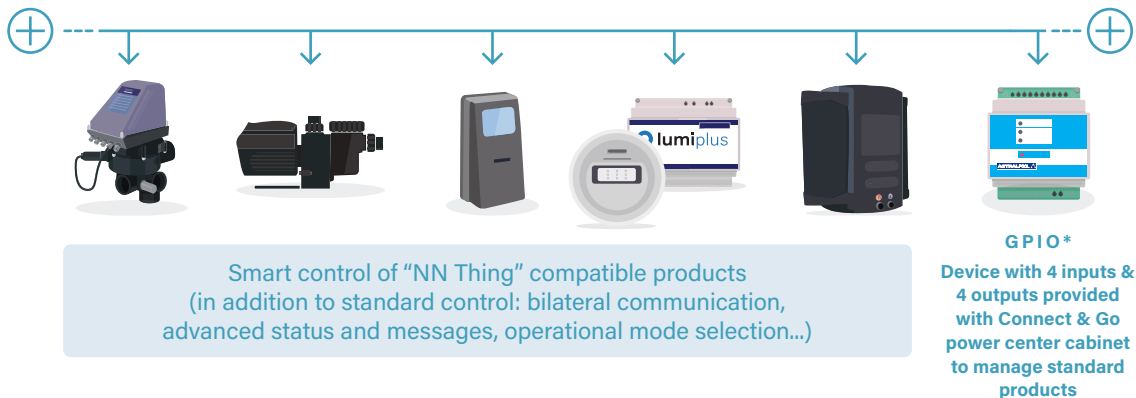 lumiplus
ASTRALPOOL
Smart control of “NN Thing” compatible products
(in addition to standard control: bilateral communication,
advanced status and messages, operational mode selection...)
GPIO*
Device with 4 inputs &
4 outputs provided
with Connect & Go
power center cabinet
to manage standard
products